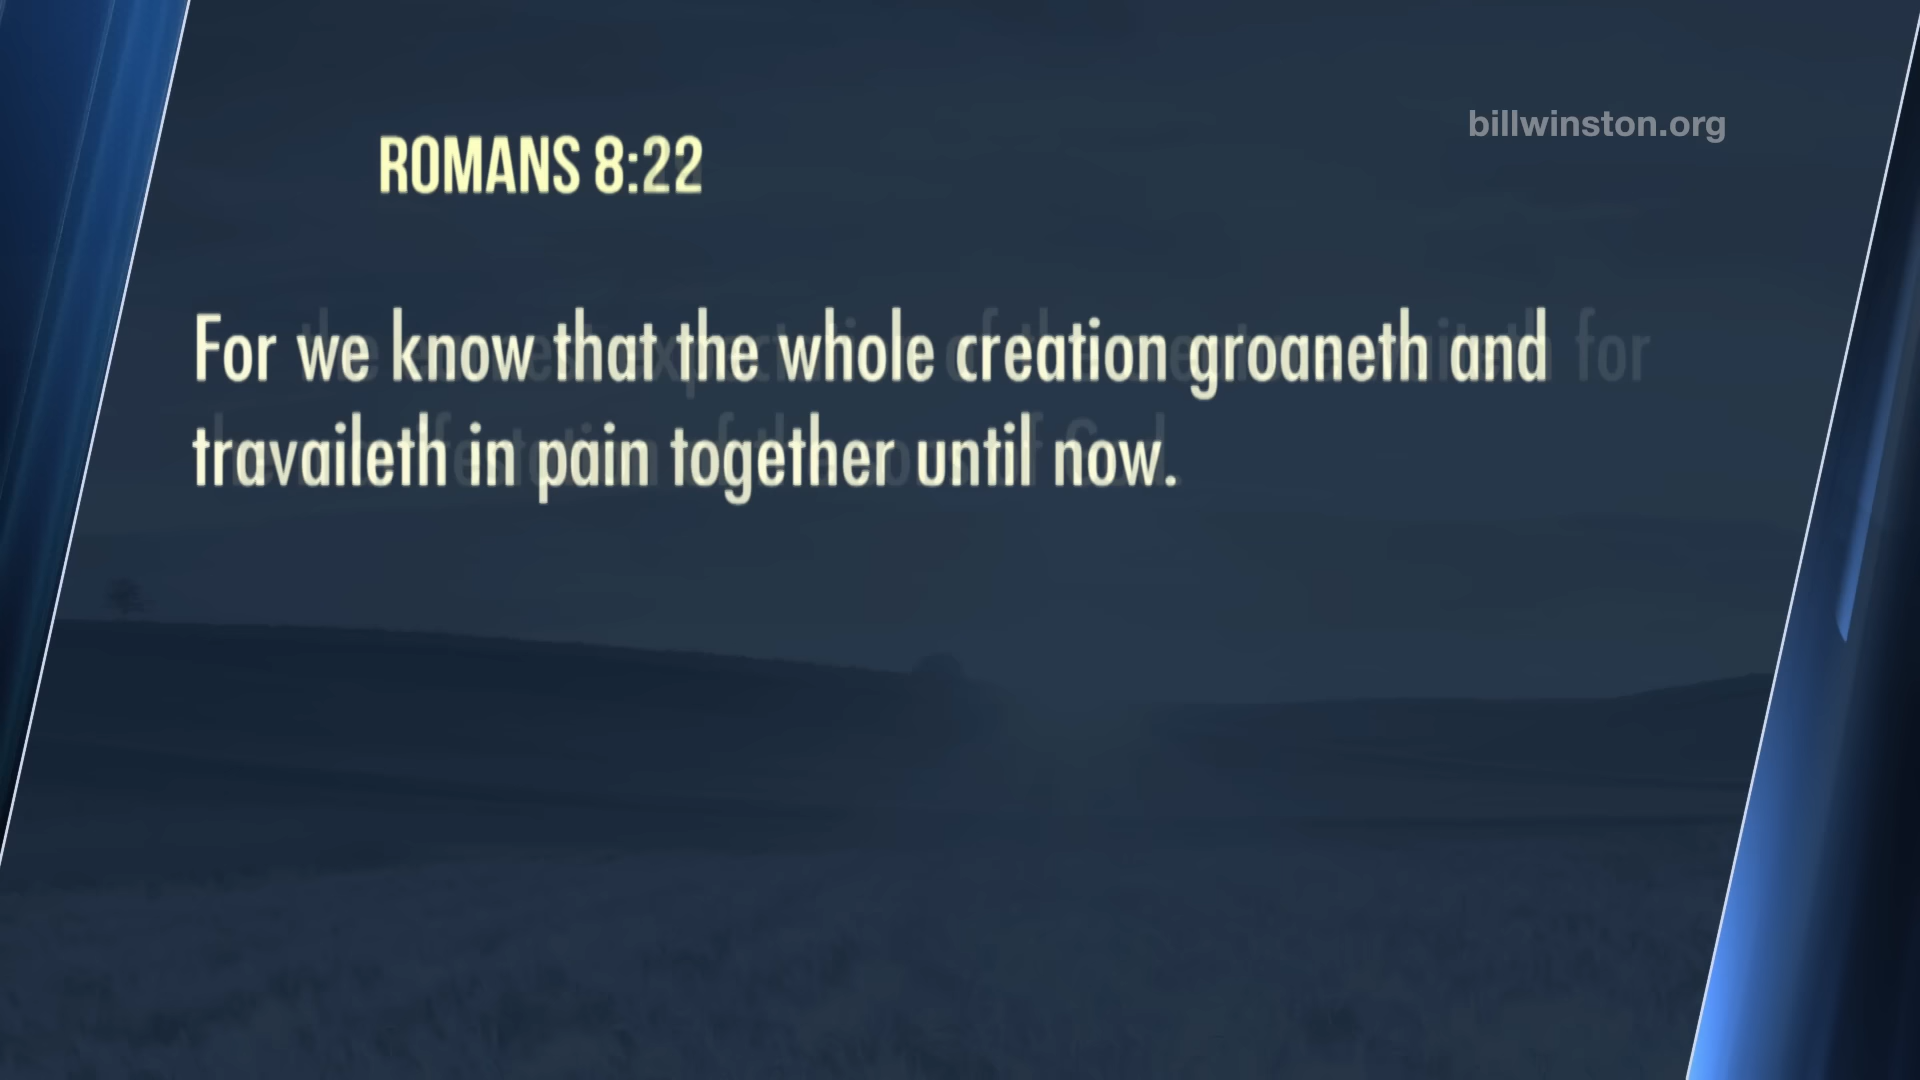 billwinston.org
ROMANS 8:22
For we know that the whole creation groaneth and
travaileth in pain together until now.